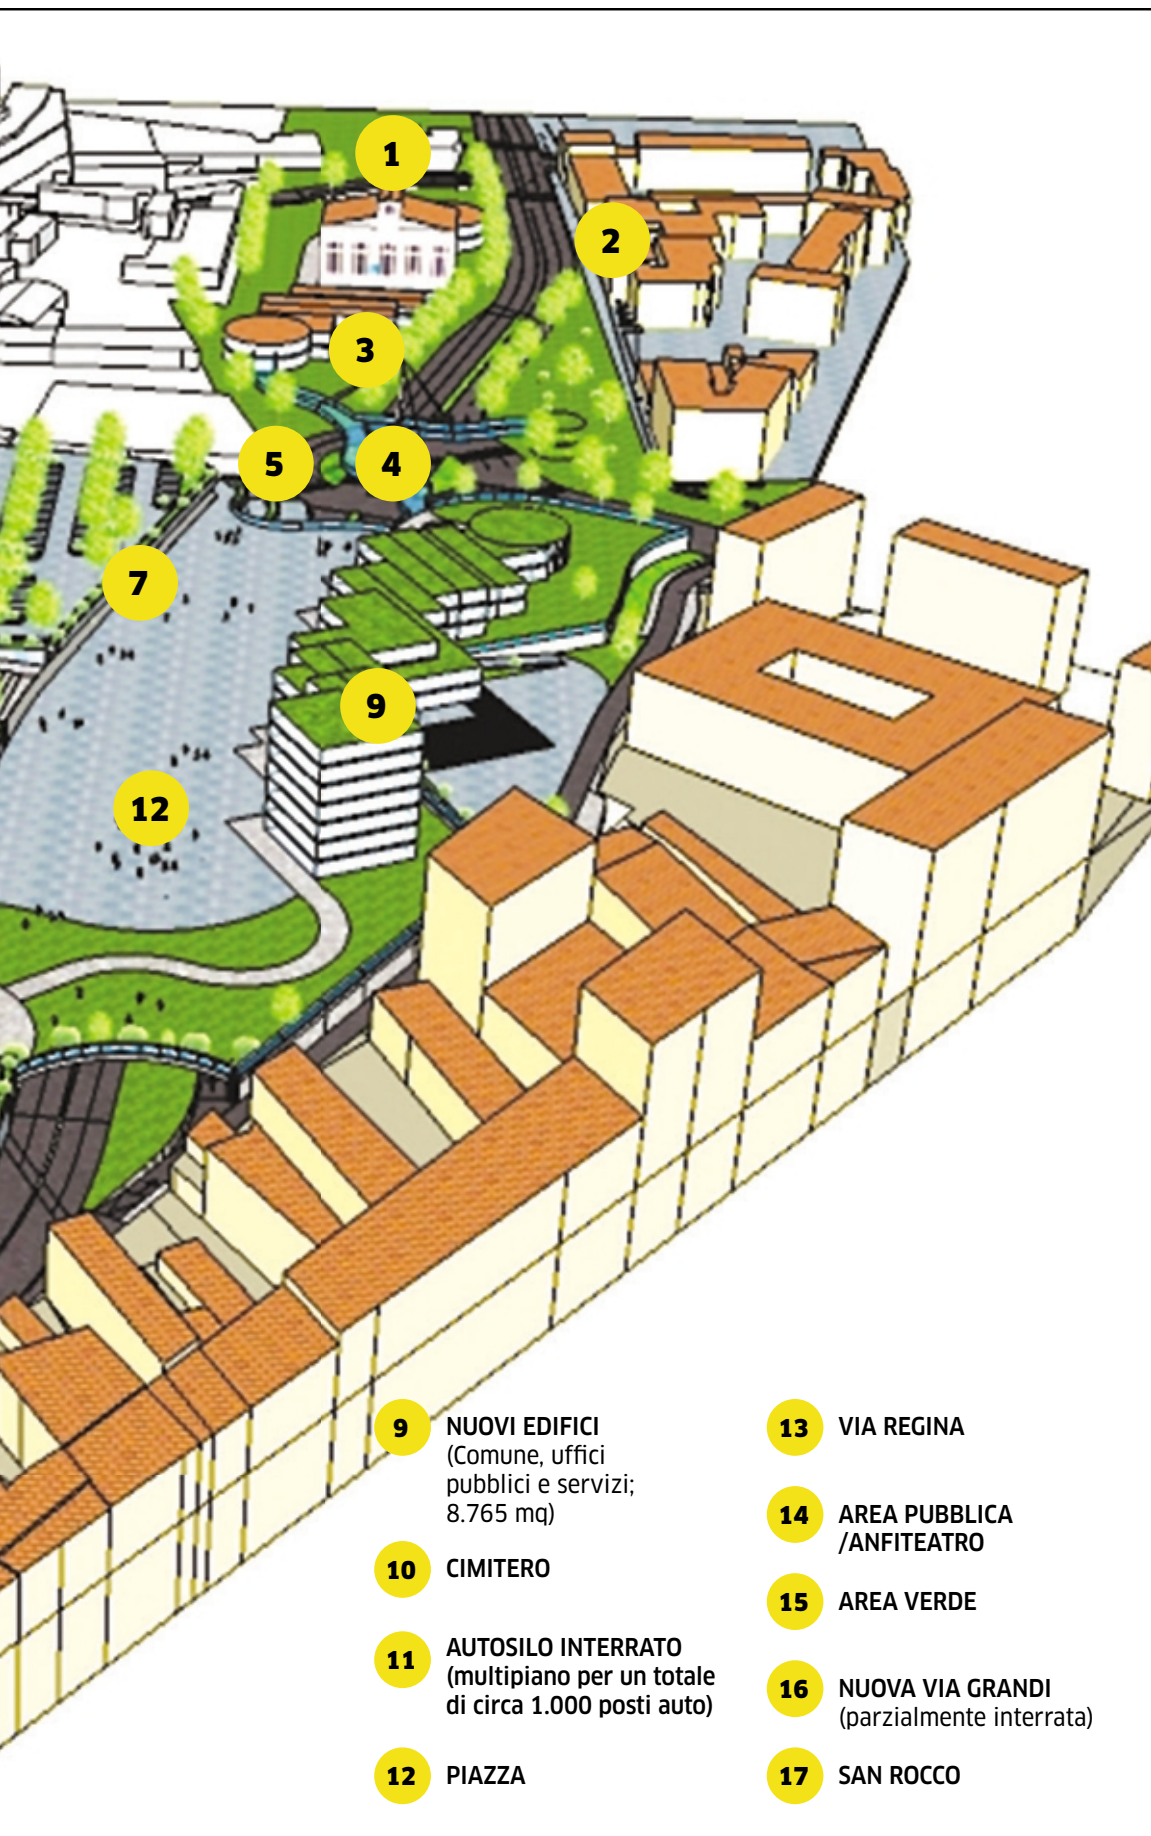 1
2
3
5
4
7
9
12
9 NUOVI EDIFICI
(Comune, uffici
pubblici e servizi;
8.765 mq)
10 CIMITERO
11 AUTOSILO INTERRATO
(multipiano per un totale
di circa 1.000 posti auto)
12 PIAZZA
13 VIA REGINA
14 AREA PUBBLICA
/ANFITEATRO
15 AREA VERDE
16 NUOVA VIA GRANDI
(parzialmente interrata)
17 SAN ROCCO